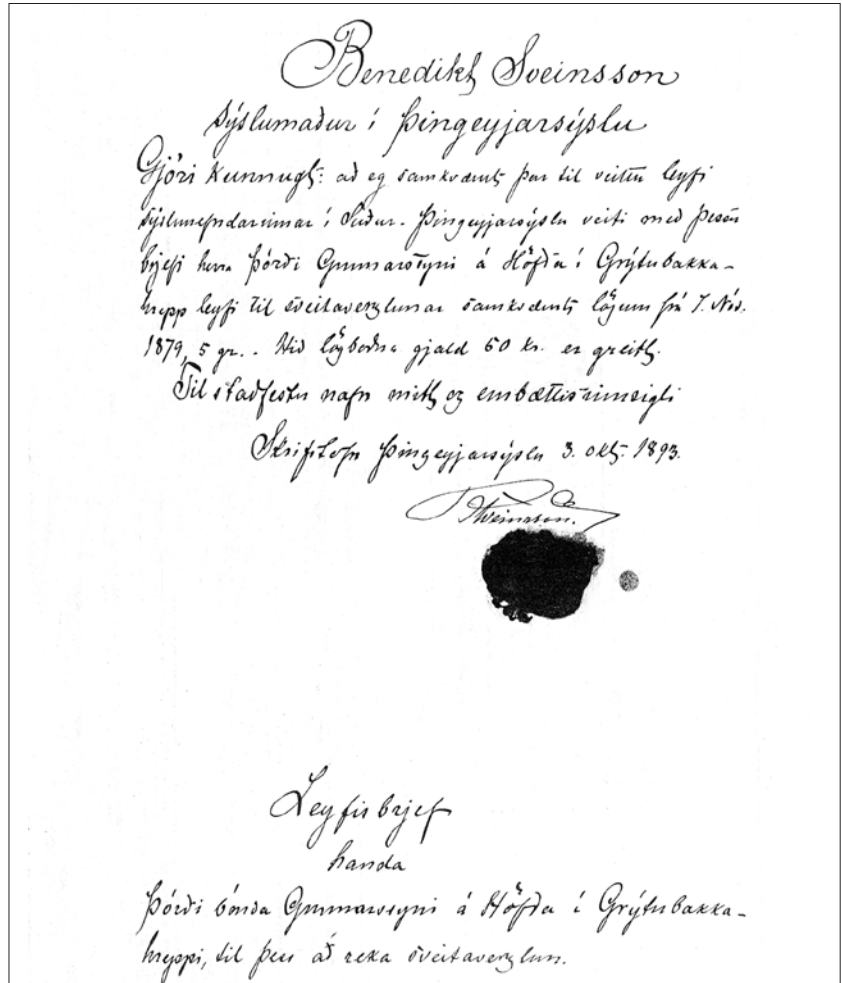 Benedikt Sveinsson
sýslumaður í Þingeyjarsýslu
Gjöri kunnugt: að eg samkvæmt þar til veittu leyfi
sýslunefndarinnar í Suður-Þingeyjarsýslu veiti með þessu
brjefi herra Þórði Gunnarssyni á Höfða í Grýtubakka-
hrepp leyfi til sveitaverzlunar samkvæmt lögum frá 7. Nóv.
1879, 5 gr.. Hið lögboðna gjald 50 kr. er greitt.
Til staðfestu nafn mitt og embættisinnsigli
Skrifstofu Þingeyjarsýslu 3. okt. 1893.
BSveinsson.
Leyfisbrjef
handa
Þórði bónda Gunnarssyni á Höfða í Grýtubakka-
hreppi, til þess að reka sveitaverzlun.